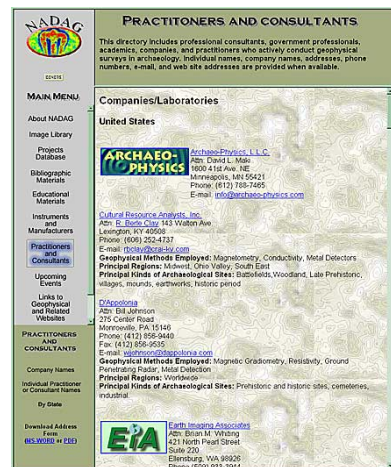 NADAG
PRACTITONERS AND CONSULTANTS
This directory includes professional consultants, government professionals,
academics, companies, and practitioners who actively conduct geophysical
surveys in archaeology. Individual names, company names, addresses, phone
numbers, e-mail, and web site addresses are provided when available.
MAIN MENU
About NADAG
Image Library
Projects
Database
Bibliographic
Materials
Educational
Materials
Instruments
and
Manufacturers
Practitioners
and
Consultants
Upcoming
Events
Links to
Geophysical
and Related
Websites
PRACTITONERS
AND
CONSULTANTS
Company Names
Individual Practitioner
or Consultant Names
By State
Download Address
Form
(MS-WORD or PDF)
Companies/Laboratories
United States
ARCHAEO-
PHYSICS
Archaeo-Physics, L.L.C.
Attn: David L. Maki
1600 41st Ave. NE
Minneapolis, MN 55421
Phone: (612) 788-7465
E-mail: info@archaeo-physics.com
Cultural Resource Analysts, Inc.
Attn: R. Berle Clay 143 Walton Ave
Lexington, KY 40508
Phone: (606) 252-4737
E-mail: rbclay@crai-ky.com
Geophysical Methods Employed: Magnetometry, Conductivity, Metal Detectors
Principal Regions: Midwest, Ohio Valley, South East
Principal Kinds of Archaeological Sites: Battlefields,Woodland, Late Prehistoric,
villages, mounds, earthworks, historic period
D'Appolonia
Attn: Bill Johnson
275 Center Road
Monroeville, PA 15146
Phone: (412) 856-9440
Fax: (412) 856-9535
E-mail: wjohnson@dappolonia.com
Geophysical Methods Employed: Magnetic Gradiometry, Resistivity, Ground
Penetrating Radar, Metal Detection
Principal Regions: Worldwide
Principal Kinds of Archaeological Sites: Prehistoric and historic sites, cemeteries,
industrial
EIA
Earth Imaging Associates
Attn: Brian M. Whiting
421 North Pearl Street
Suite 220
Ellensburg, WA 98926